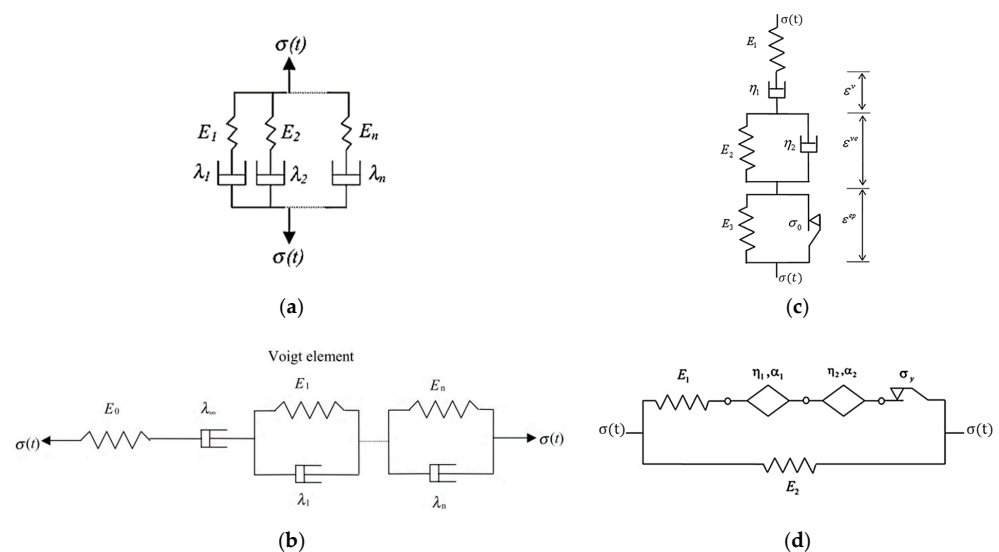 σ(t)
E1 E2 En
λ1 λ2 λn
σ(t)
(a)
σ(t)
E1
η1
εv
E2
η2
εve
E3
σ0
εep
σ(t)
(c)
Voigt element
E0
λ∞
E1
En
σ(t)
σ(t)
λ1
λn
(b)
E1
η1,α1
η2,α2
σy
σ(t)
σ(t)
E2
(d)